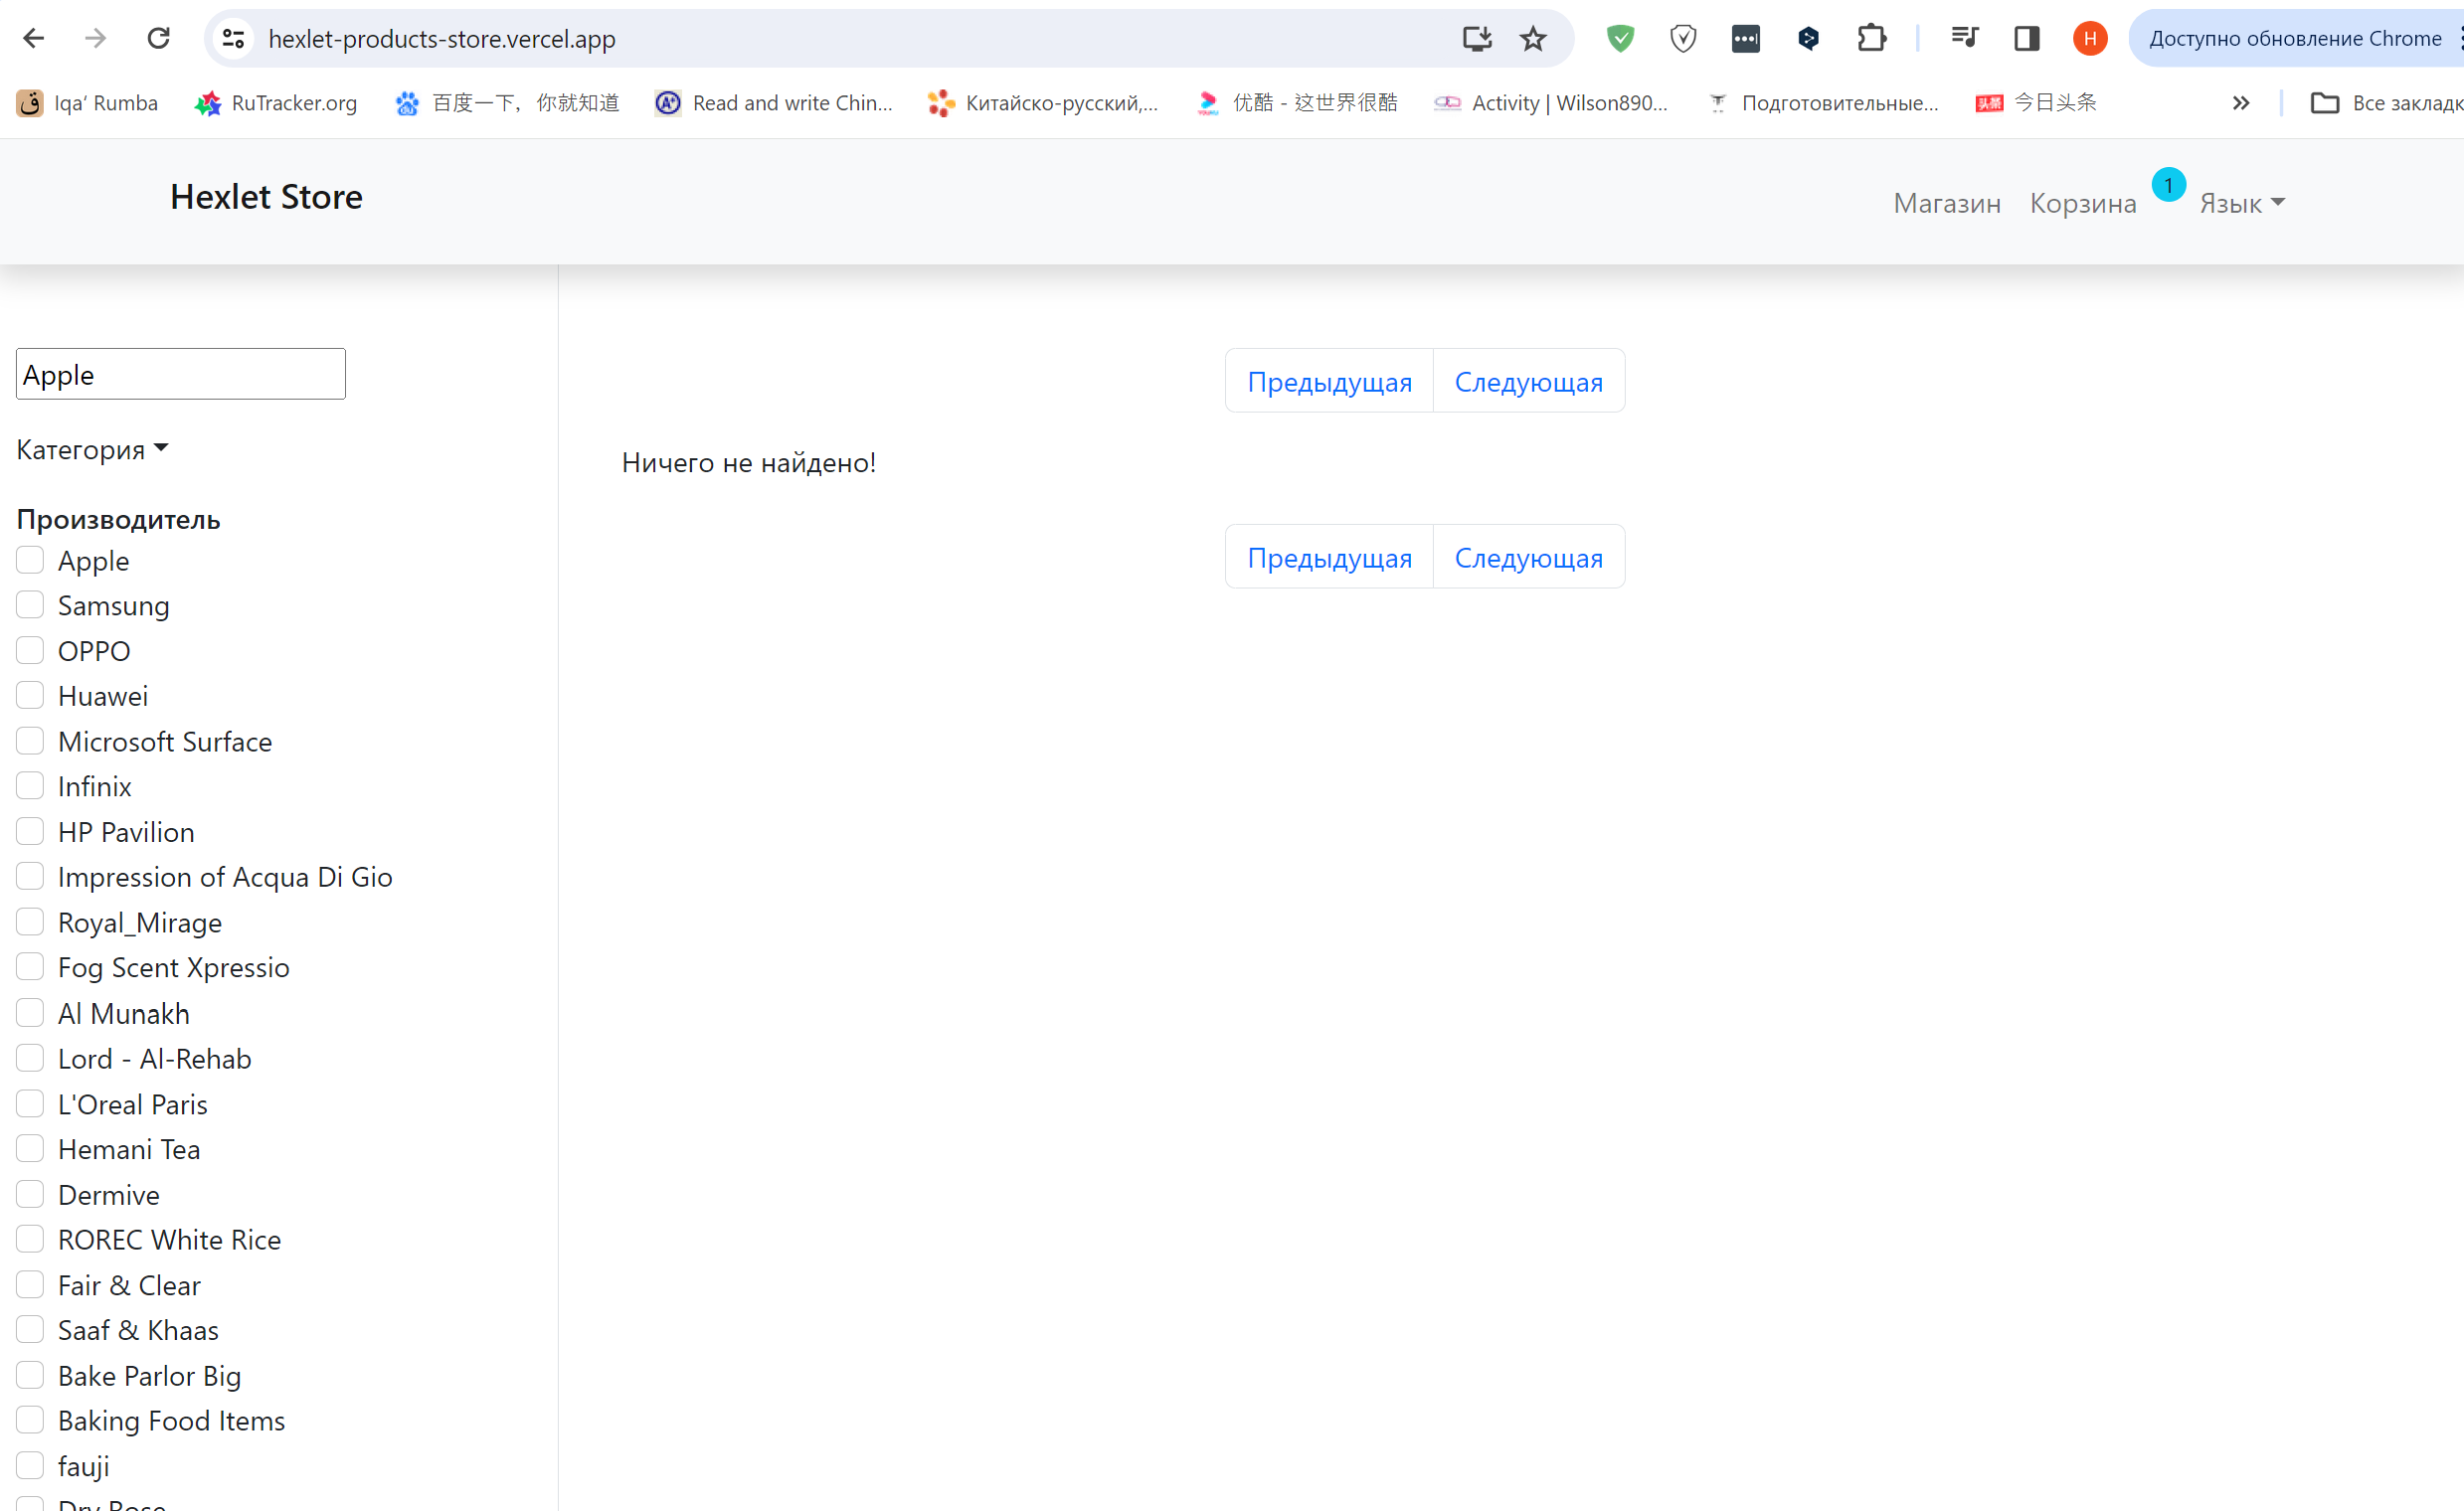 hexlet-products-store.vercel.app
H
Доступно обновление Chrome
ق Iqa‘ Rumba
RuTracker.org
百度一下，你就知道
A+ Read and write Chin...
Китайско-русский,...
YOUKU 优酷 - 这世界很酷
Activity | Wilson890...
Подготовительные...
头条 今日头条
Все заклад
Hexlet Store
Магазин
Корзина
1
Язык
Apple
Категория
Производитель
Apple
Samsung
OPPO
Huawei
Microsoft Surface
Infinix
HP Pavilion
Impression of Acqua Di Gio
Royal_Mirage
Fog Scent Xpressio
Al Munakh
Lord - Al-Rehab
L'Oreal Paris
Hemani Tea
Dermive
ROREC White Rice
Fair & Clear
Saaf & Khaas
Bake Parlor Big
Baking Food Items
fauji
Dry Rose
Предыдущая Следующая
Ничего не найдено!
Предыдущая Следующая